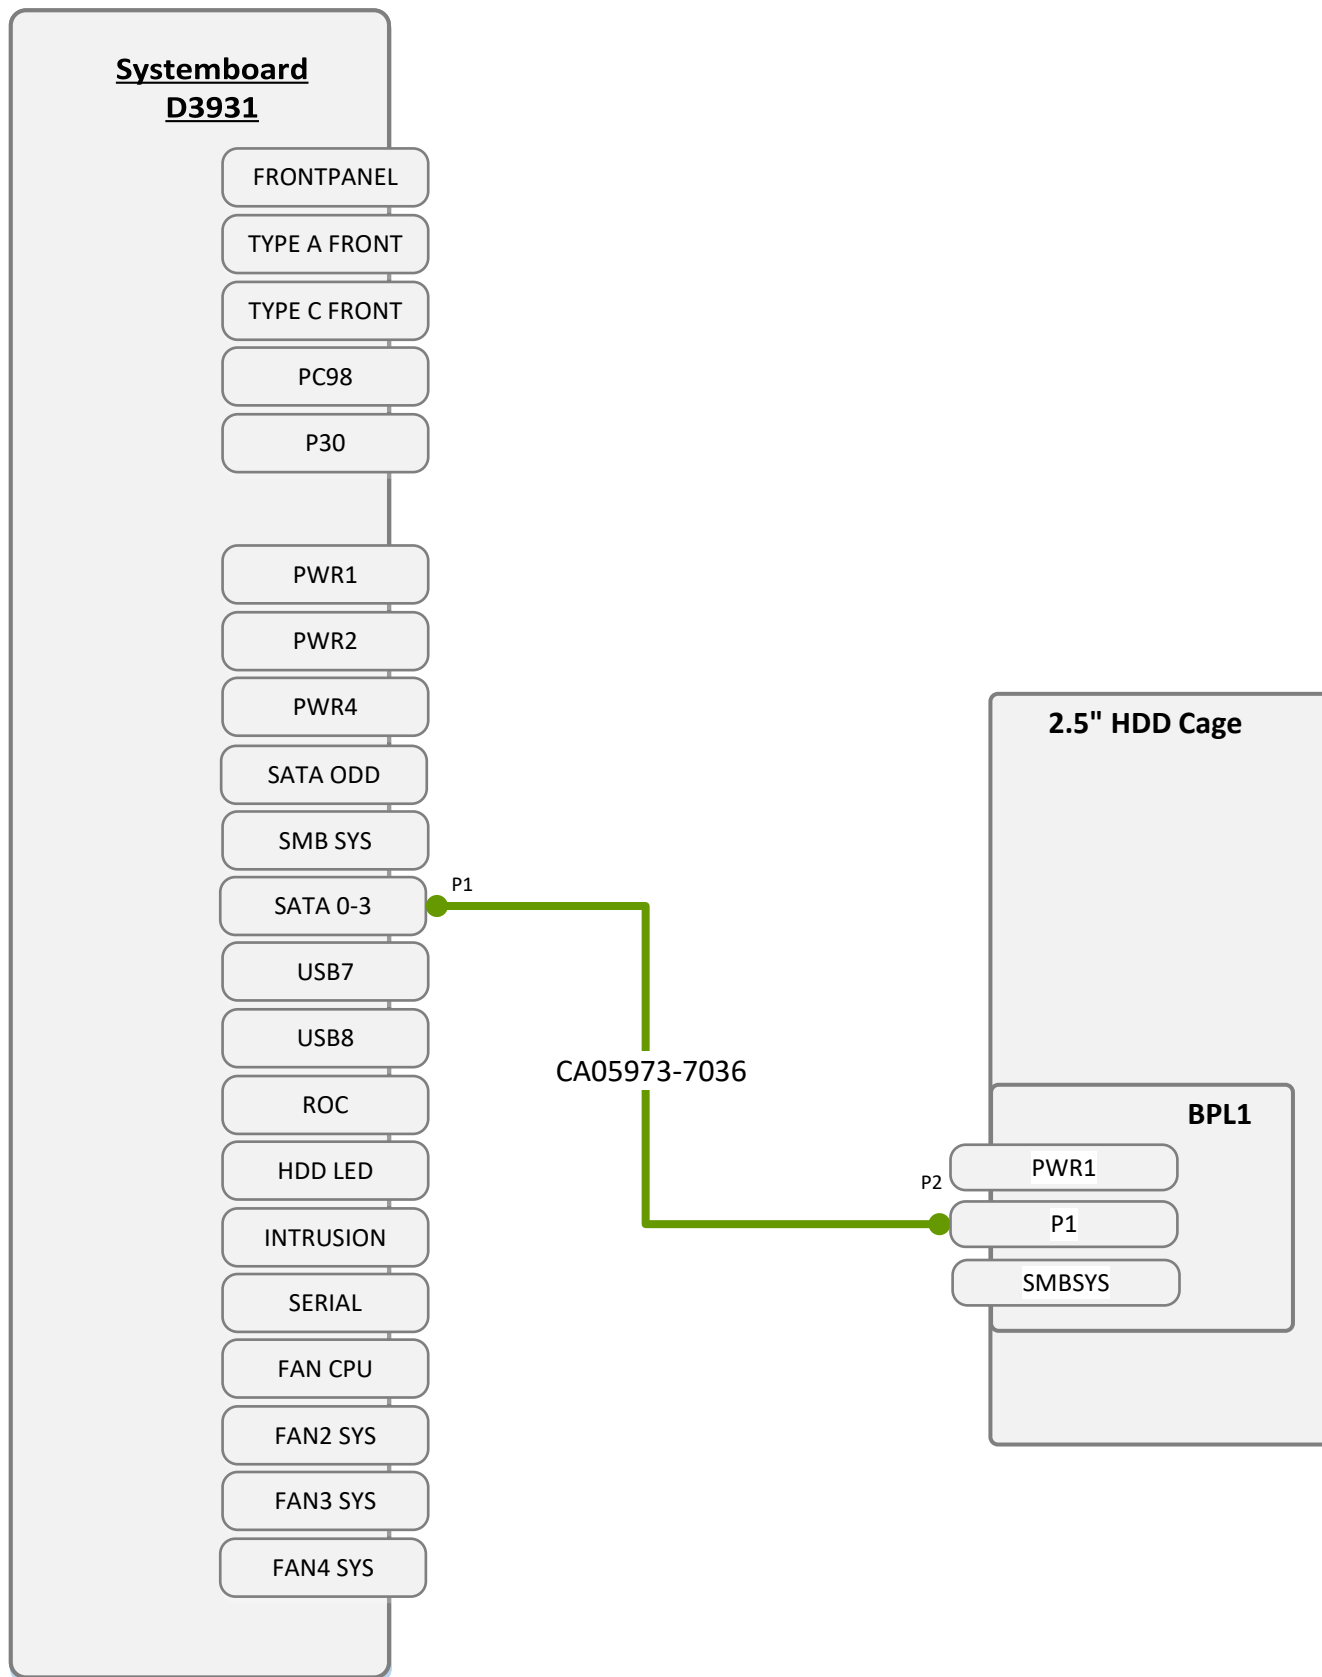 Systemboard
D3931
FRONTPANEL
TYPE A FRONT
TYPE C FRONT
PC98
P30
PWR1
PWR2
PWR4
SATA ODD
SMB SYS
SATA 0-3
USB7
USB8
ROC
HDD LED
INTRUSION
SERIAL
FAN CPU
FAN2 SYS
FAN3 SYS
FAN4 SYS
P1
CA05973-7036
P2
2.5" HDD Cage
BPL1
PWR1
P1
SMBSYS